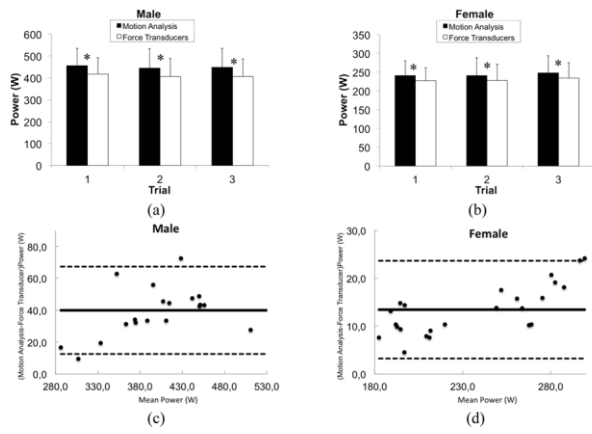 Male
Motion Analysis
Force Transducers
Power (W)
600
500
400
300
200
100
0
* * *
1 2 3
Trial
(a)
Female
Motion Analysis
Force Transducers
Power (W)
350
300
250
200
150
100
50
0
* * *
1 2 3
Trial
(b)
Male
(Motion Analysis-Force Transducer)Power (W)
80,0
60,0
40,0
20,0
0,0
280,0 330,0 380,0 430,0 480,0 530,0
Mean Power (W)
(c)
Female
(Motion Analysis-Force Transducer)Power (W)
30,0
20,0
10,0
0,0
180,0 230,0 280,0
Mean Power (W)
(d)